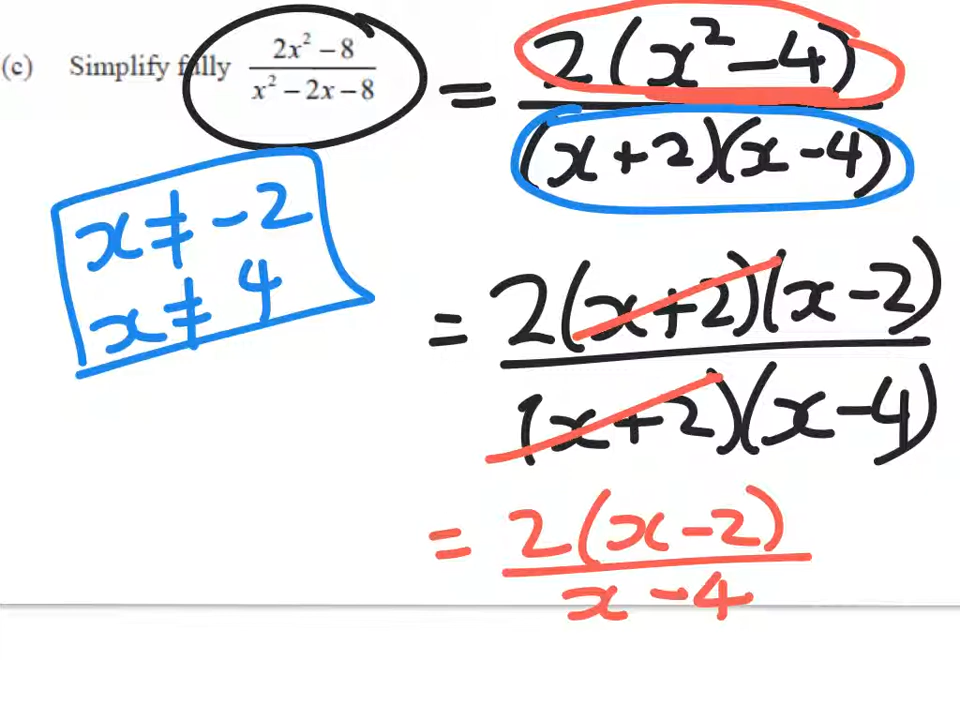 (c) Simplify fully (2x² – 8)/(x² – 2x – 8) = 2(x² – 4)/(x + 2)(x – 4)
x ≠ –2
x ≠ 4
= 2(x + 2)(x – 2)/(x + 2)(x – 4)
= 2(x – 2)/x – 4